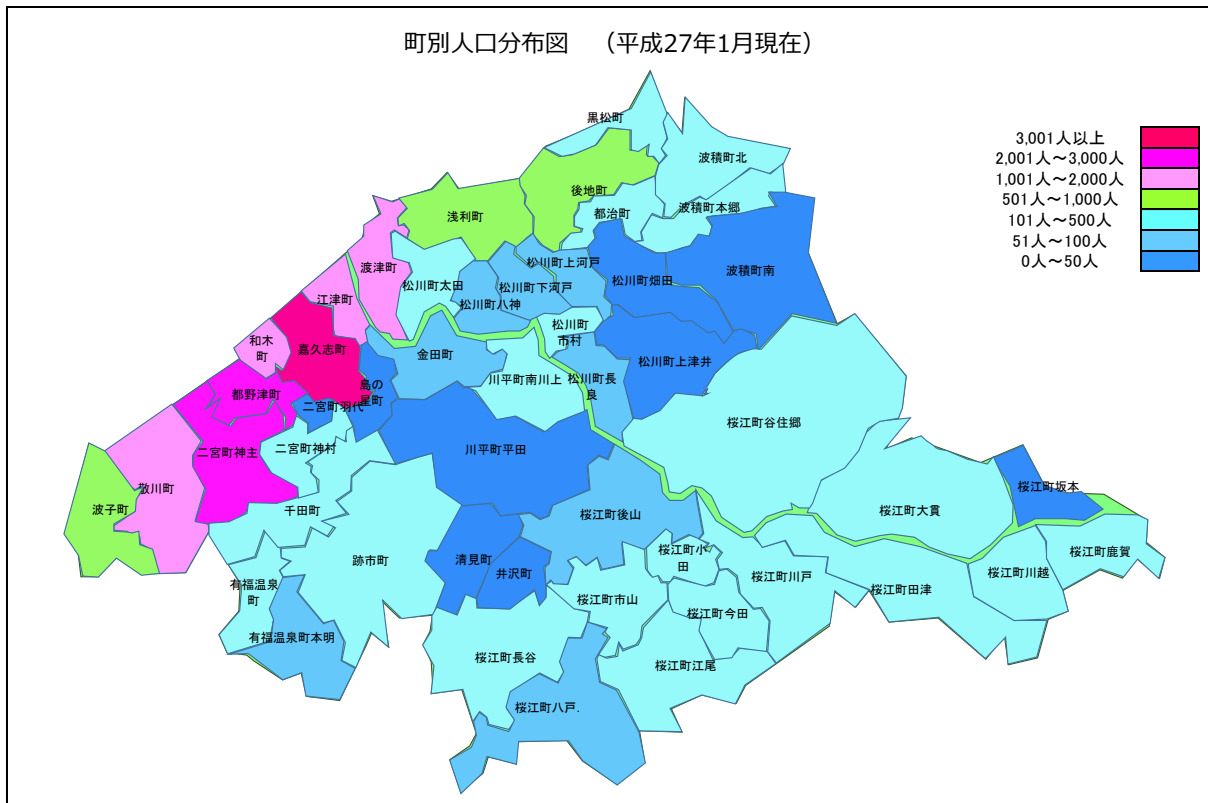 町別人口分布図 （平成27年1月現在）
3,001人以上
2,001人～3,000人
1,001人～2,000人
501人～1,000人
101人～500人
51人～100人
0人～50人
黒松町
波積町北
後地町
浅利町
都治町
波積町本郷
渡津町
松川町上河戸
波積町南
松川町太田
松川町下河戸
松川町畑田
江津町
松川町八神
松川町
市村
和木
町
嘉久志町
金田町
松川町上津井
川平町南川上
松川町長
良
島の
星町
都野津町
二宮町羽代
桜江町谷住郷
二宮町神村
川平町平田
二宮町神主
敬川町
桜江町坂本
波子町
千田町
桜江町後山
桜江町大貫
跡市町
清見町
桜江町小
田
桜江町鹿賀
井沢町
桜江町川戸
桜江町川越
有福温泉
町
桜江町田津
桜江町市山
桜江町今田
有福温泉町本明
桜江町長谷
桜江町江尾
桜江町八戸.